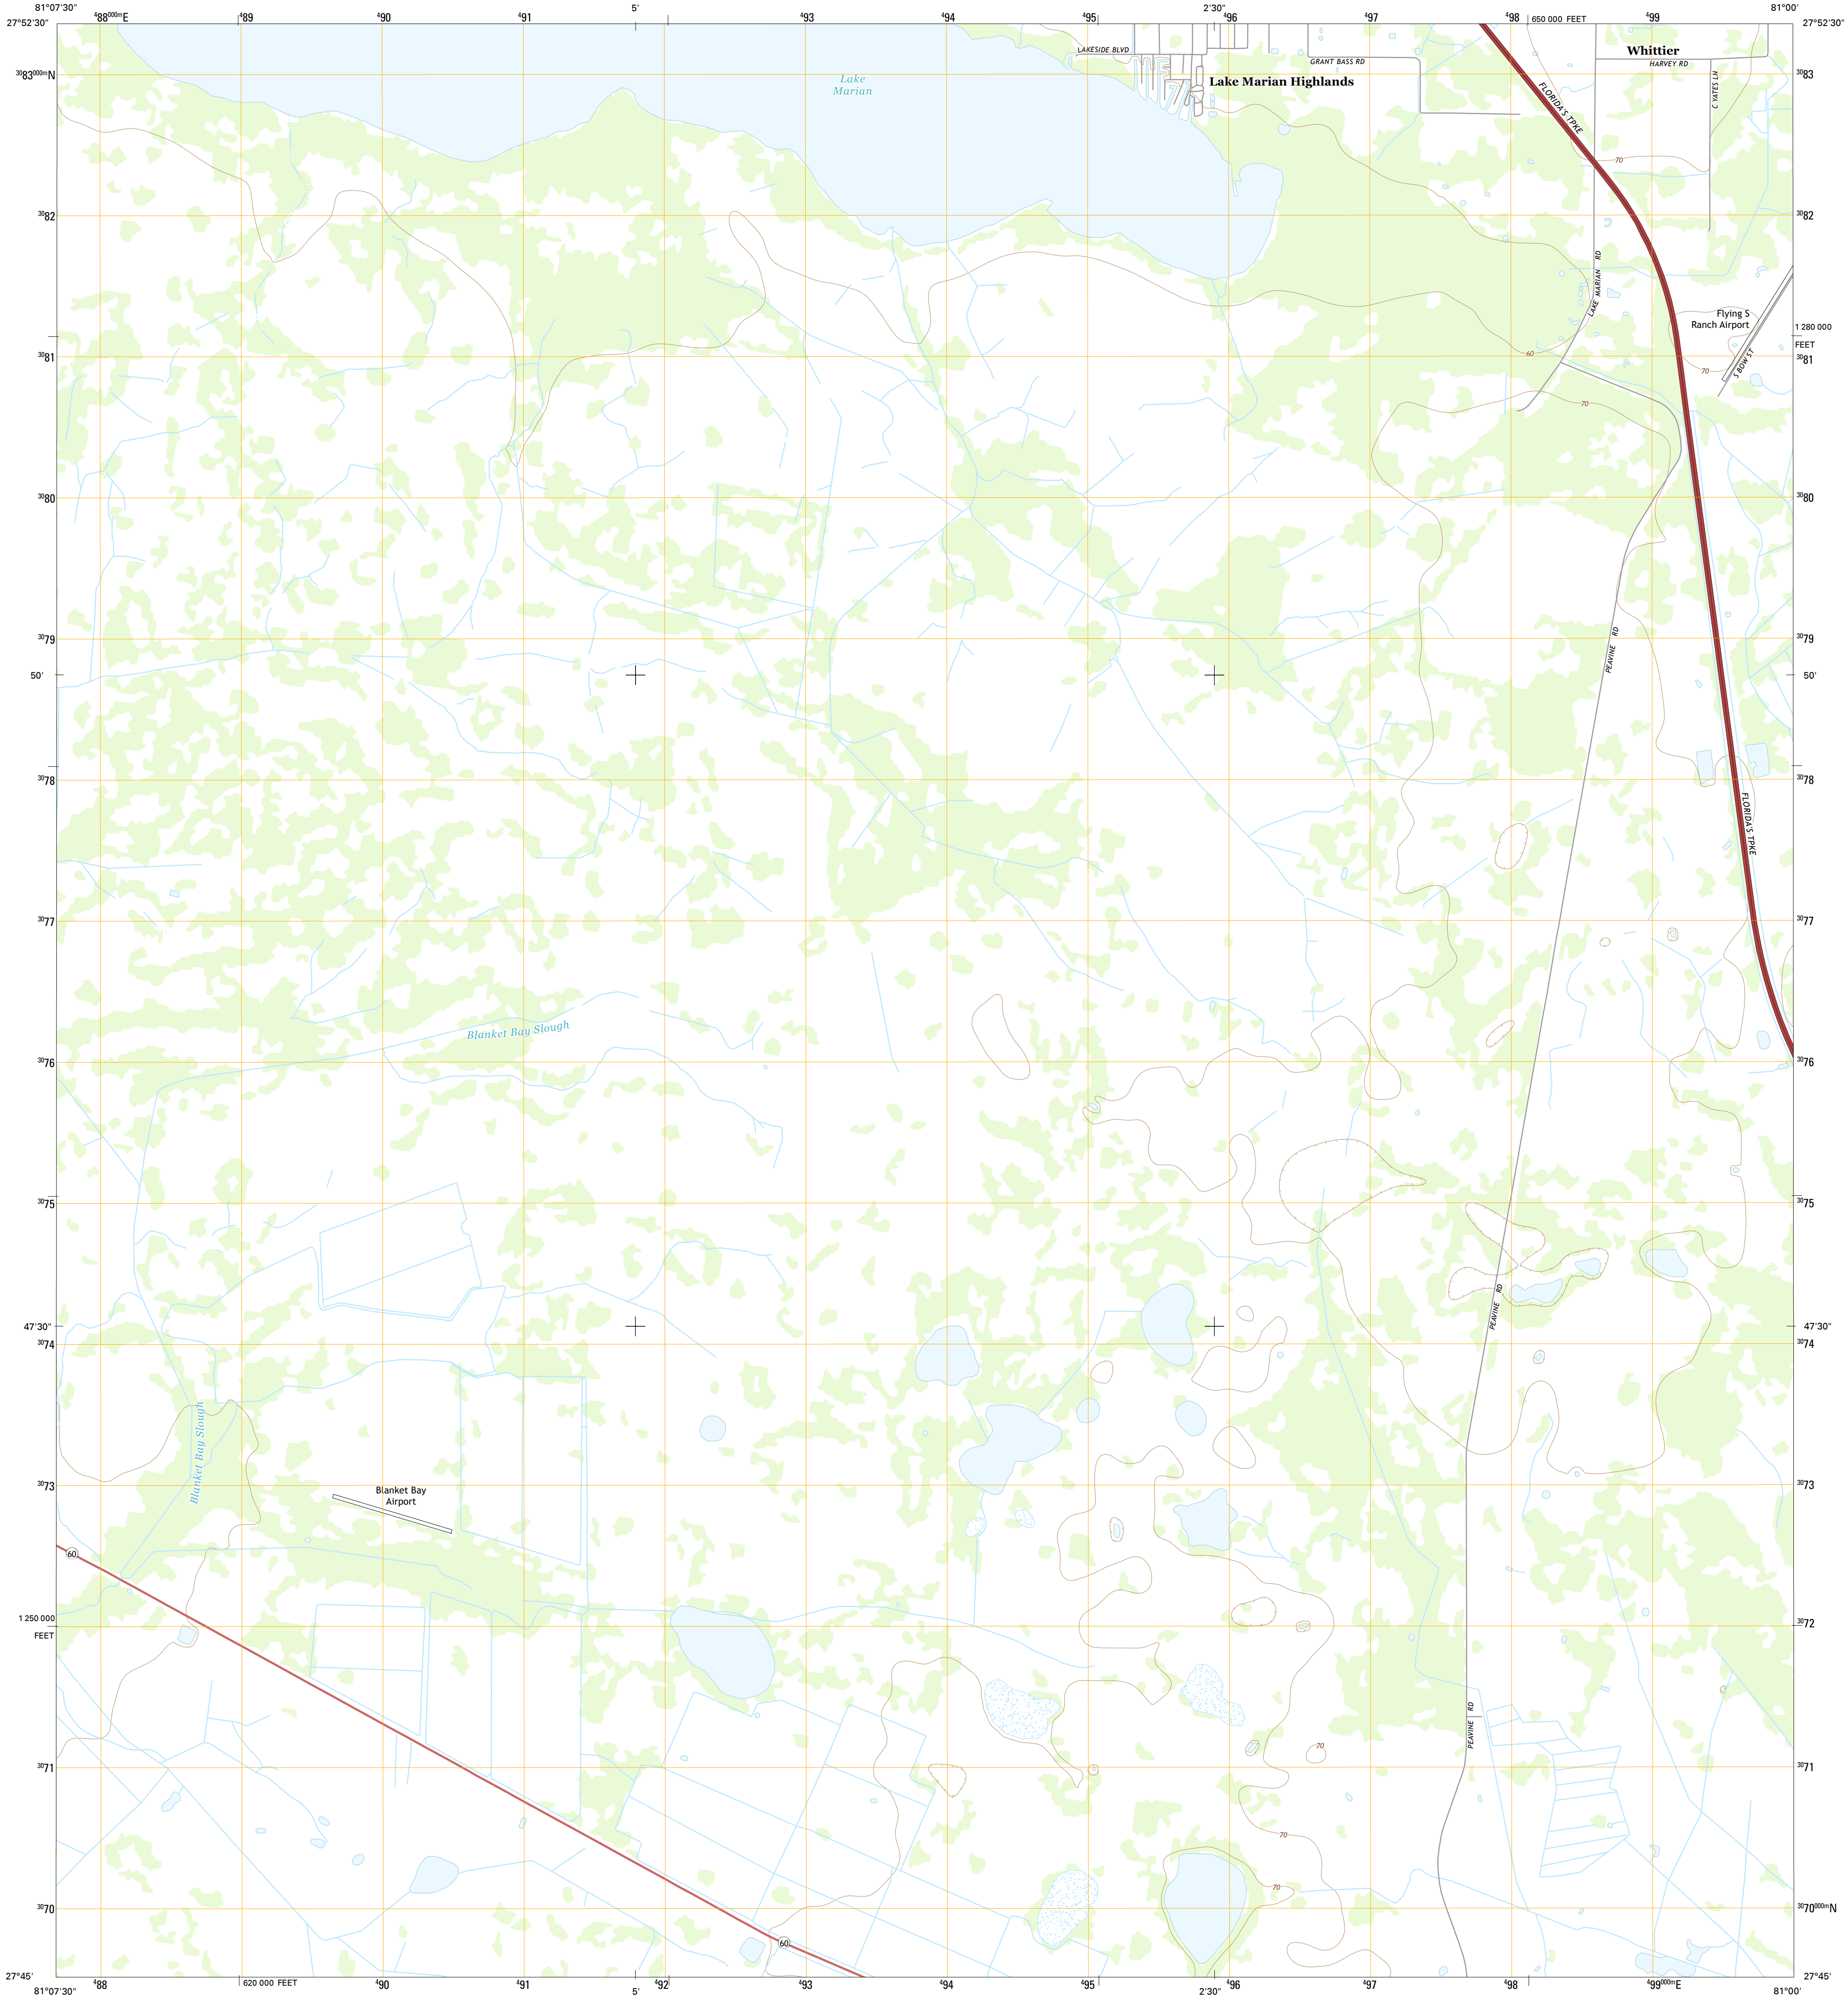 81°07'30"
27°52'30"
488000mE
489
490
491
5'
493
494
495
2'30"
496
497
498
650 000 FEET
499
81°00'
27°52'30"
3083000mN
3083
LAKESIDE BLVD
GRANT BASS RD
Whittier
HARVEY RD
Lake
Marian
Lake Marian Highlands
C YATES LN
FLORIDA'S TPKE
70
3082
3082
LAKE MARIAN RD
Flying S
Ranch Airport
S BOW ST
70
1 280 000
FEET
3081
3081
60
70
3080
3080
3079
3079
PEAVINE RD
50'
50'
3078
3078
FLORIDA'S TPKE
3077
3077
Blanket Bay Slough
3076
3076
3075
3075
PEAVINE RD
47'30"
47'30"
3074
3074
Blanket Bay Slough
3073
3073
Blanket Bay
Airport
60
1 250 000
FEET
3072
PEAVINE RD
70
3071
3071
70
70
3070
3070000mN
60
27°45'
27°45'
81°07'30"
488
620 000 FEET
490
491
5'
492
493
494
495
2'30"
496
497
498
499000mE
81°00'